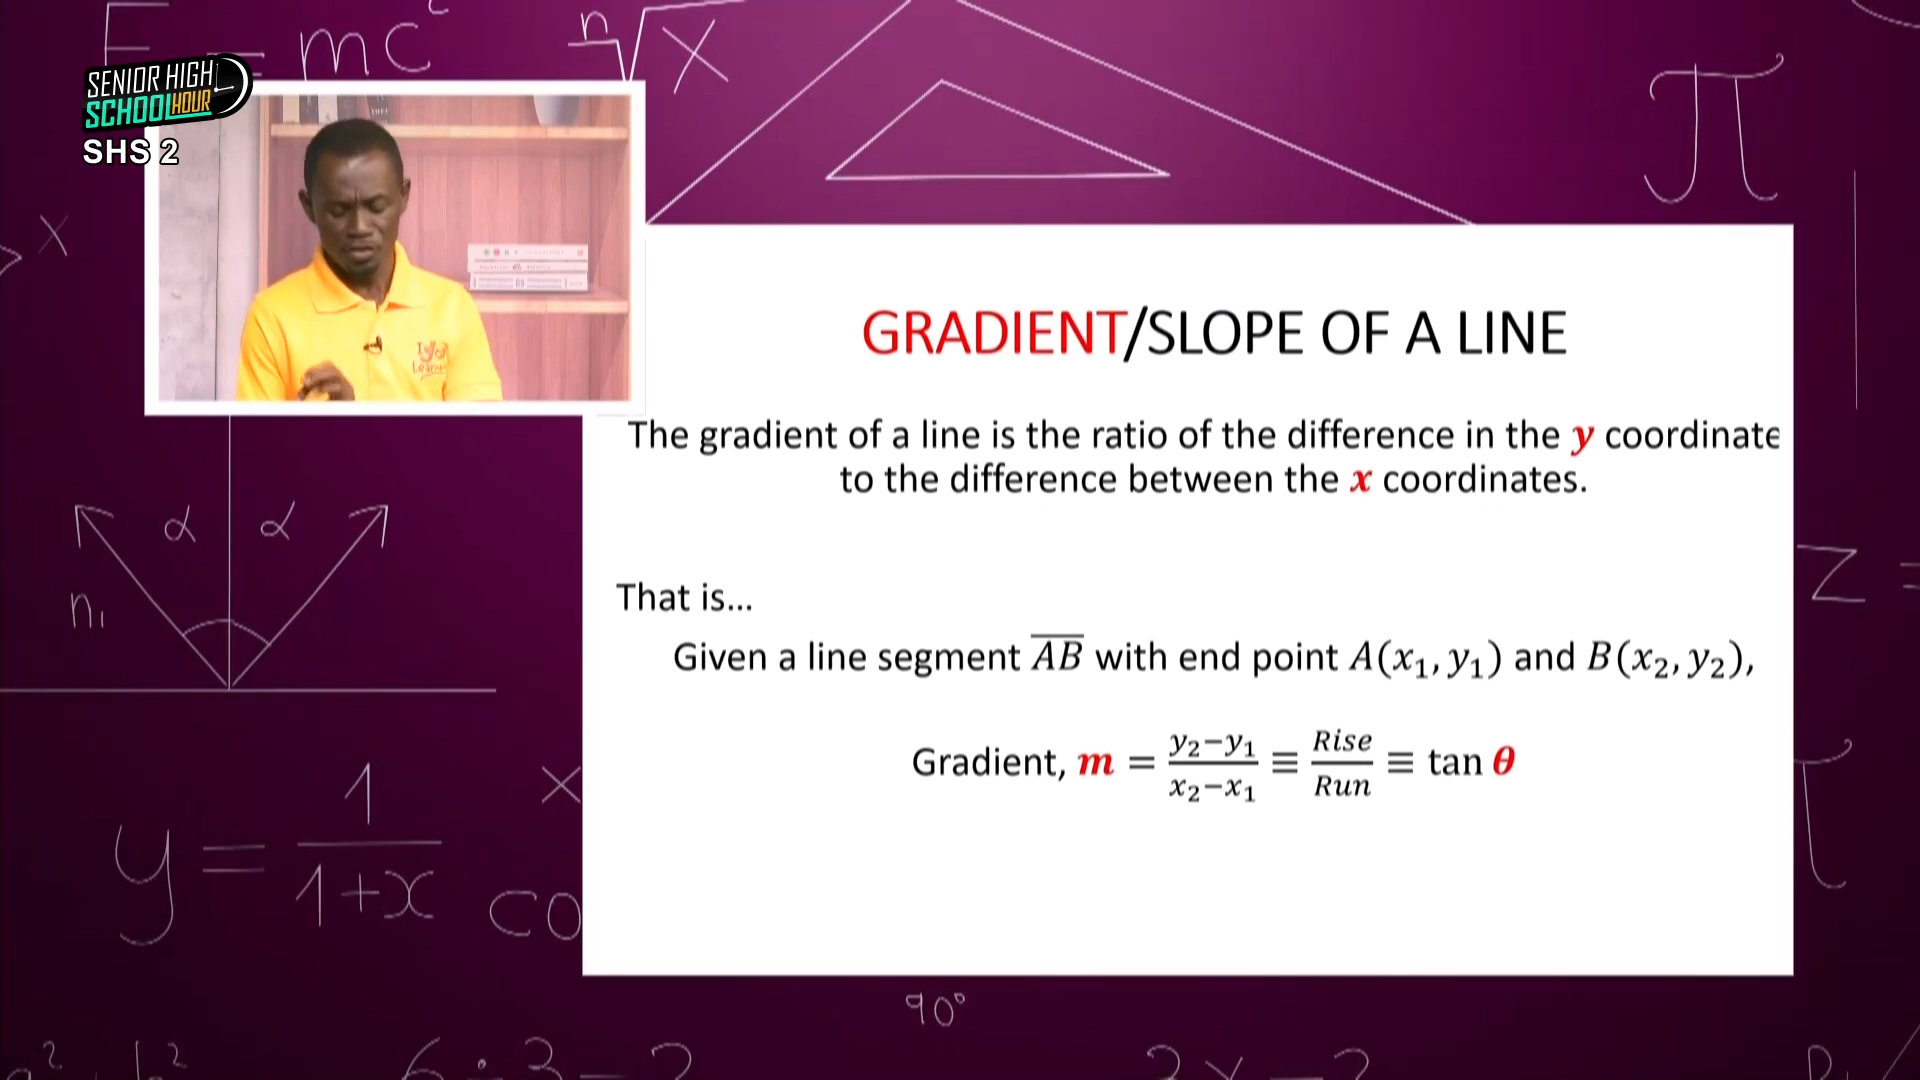 E = mc²
ⁿ√x
π
SENIOR HIGH
SCHOOL HOUR
SHS 2
x
GRADIENT/SLOPE OF A LINE
The gradient of a line is the ratio of the difference in the y coordinate
to the difference between the x coordinates.
α α
n₁
Z =
That is...
Given a line segment A̅B̅ with end point A(x₁, y₁) and B(x₂, y₂),
Gradient, m = (y₂−y₁)/(x₂−x₁) ≡ Rise/Run ≡ tan θ
y = 1/(1+x)
x
co
90°